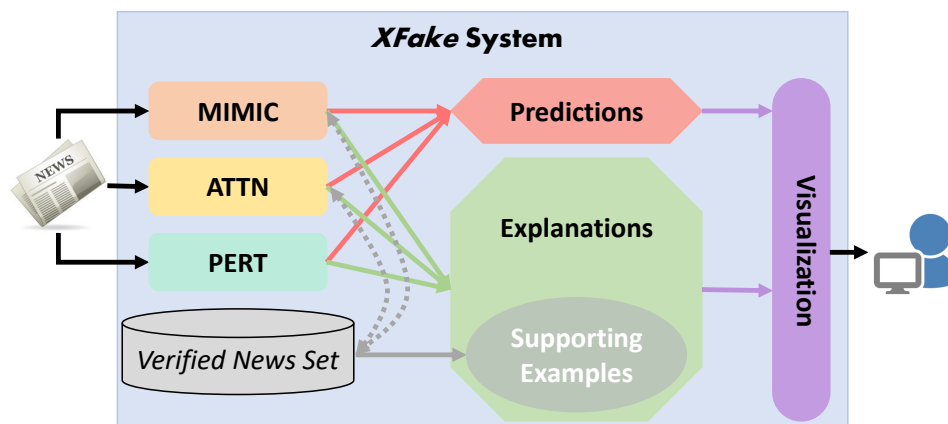 XFake System
NEWS
MIMIC
Predictions
ATTN
Explanations
PERT
Visualization
Verified News Set
Supporting
Examples